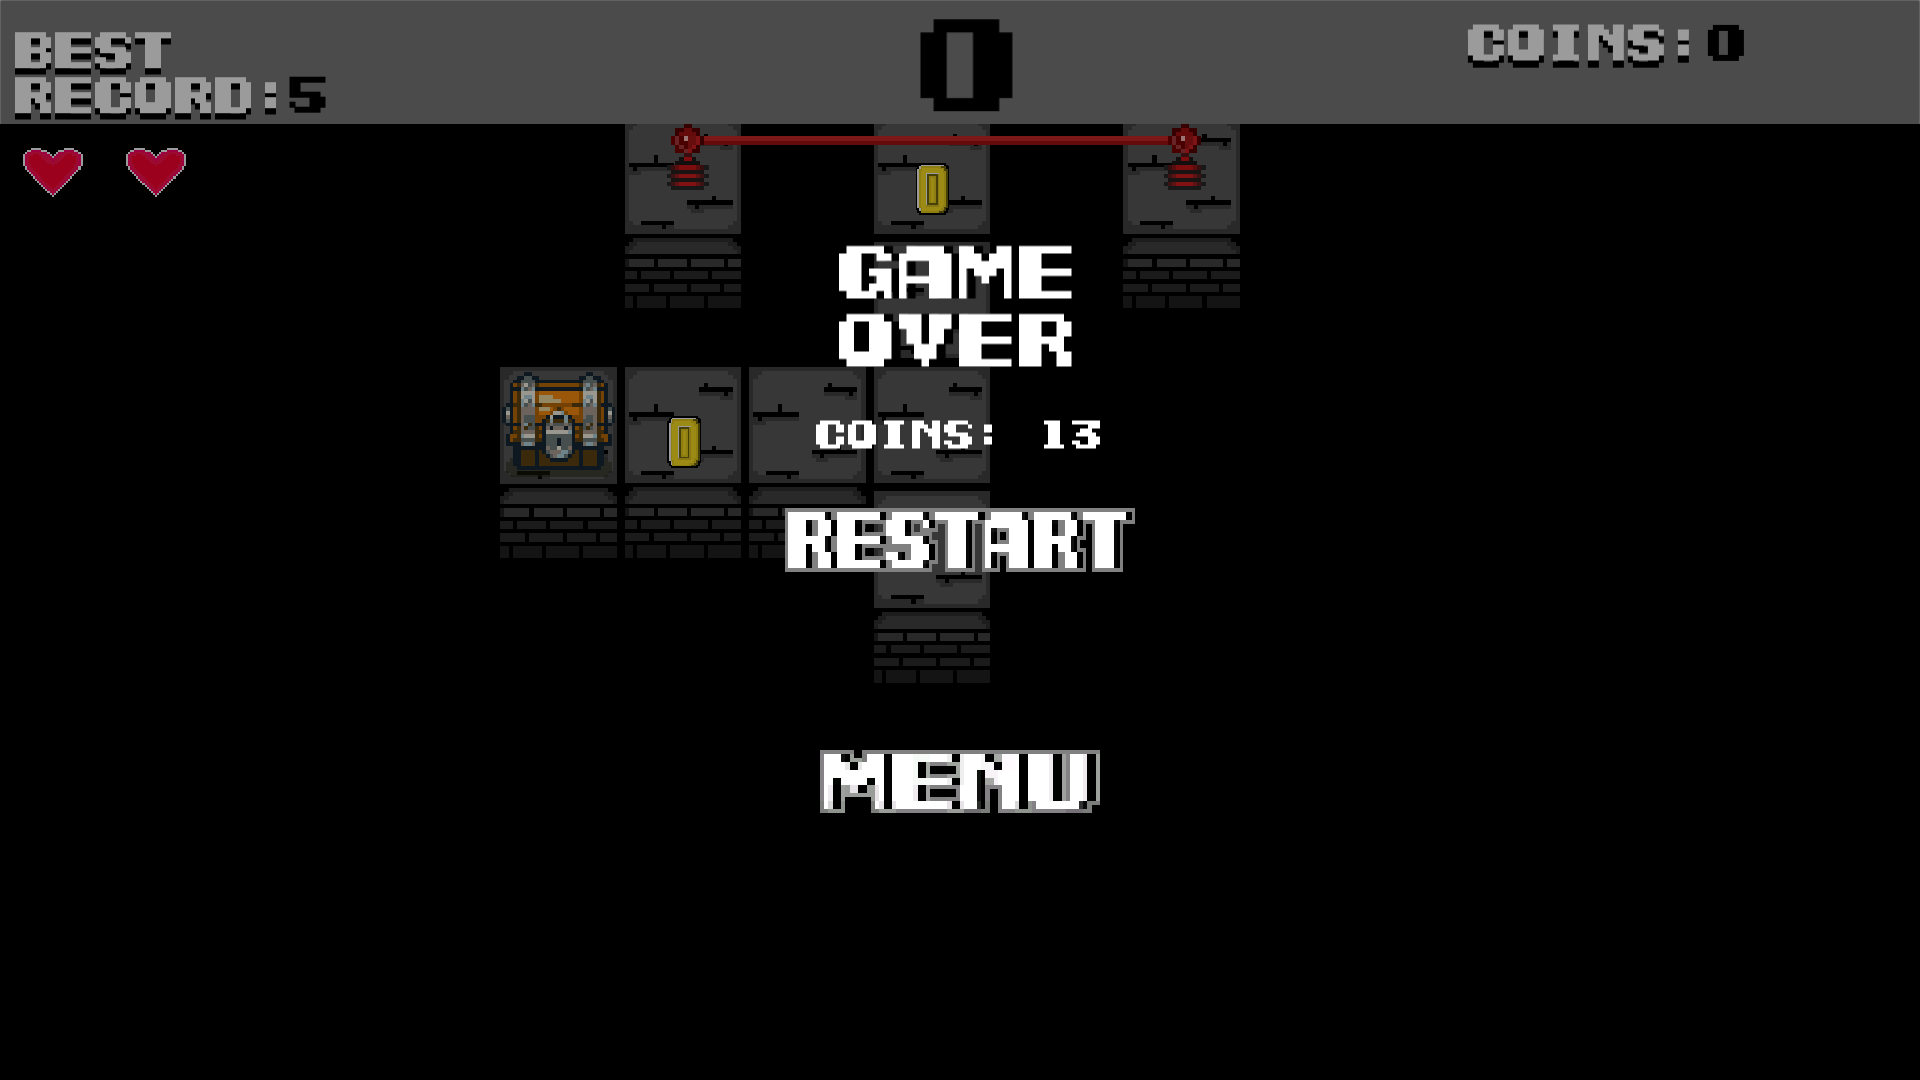 BEST
RECORD:5
0
COINS:0
GAME
OVER
COINS: 13
RESTART
MENU